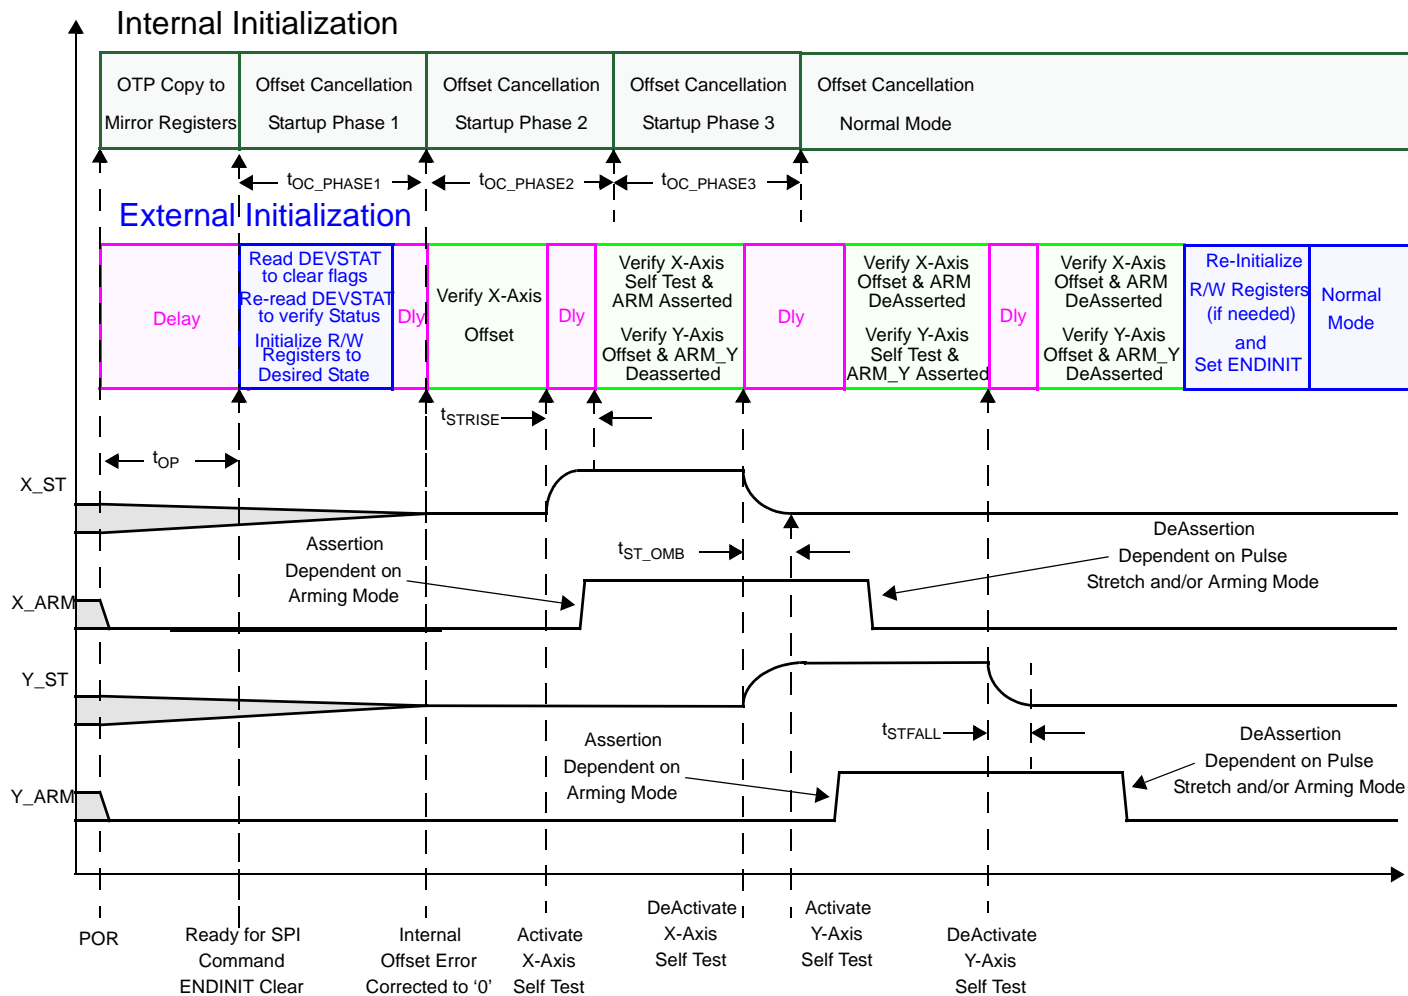 Internal Initialization
OTP Copy to
Mirror Registers
Offset Cancellation
Startup Phase 1
Offset Cancellation
Startup Phase 2
Offset Cancellation
Startup Phase 3
Offset Cancellation
Normal Mode
tOC_PHASE1
tOC_PHASE2
tOC_PHASE3
External Initialization
Delay
Read DEVSTAT
to clear flags
Re-read DEVSTAT
to verify Status
Initialize R/W
Registers to
Desired State
Dly
Verify X-Axis
Offset
Dly
Verify X-Axis
Self Test &
ARM Asserted
Verify Y-Axis
Offset & ARM_Y
Deasserted
Dly
Verify X-Axis
Offset & ARM
DeAsserted
Verify Y-Axis
Self Test &
ARM_Y Asserted
Dly
Verify X-Axis
Offset & ARM
DeAsserted
Verify Y-Axis
Offset & ARM_Y
DeAsserted
Re-Initialize
R/W Registers
(if needed)
and
Set ENDINIT
Normal
Mode
tSTRISE
tOP
X_ST
Assertion
Dependent on
Arming Mode
tST_OMB
DeAssertion
Dependent on Pulse
Stretch and/or Arming Mode
X_ARM
Y_ST
Assertion
Dependent on
Arming Mode
tSTFALL
DeAssertion
Dependent on Pulse
Stretch and/or Arming Mode
Y_ARM
POR
Ready for SPI
Command
ENDINIT Clear
Internal
Offset Error
Corrected to ‘0’
Activate
X-Axis
Self Test
DeActivate
X-Axis
Self Test
Activate
Y-Axis
Self Test
DeActivate
Y-Axis
Self Test